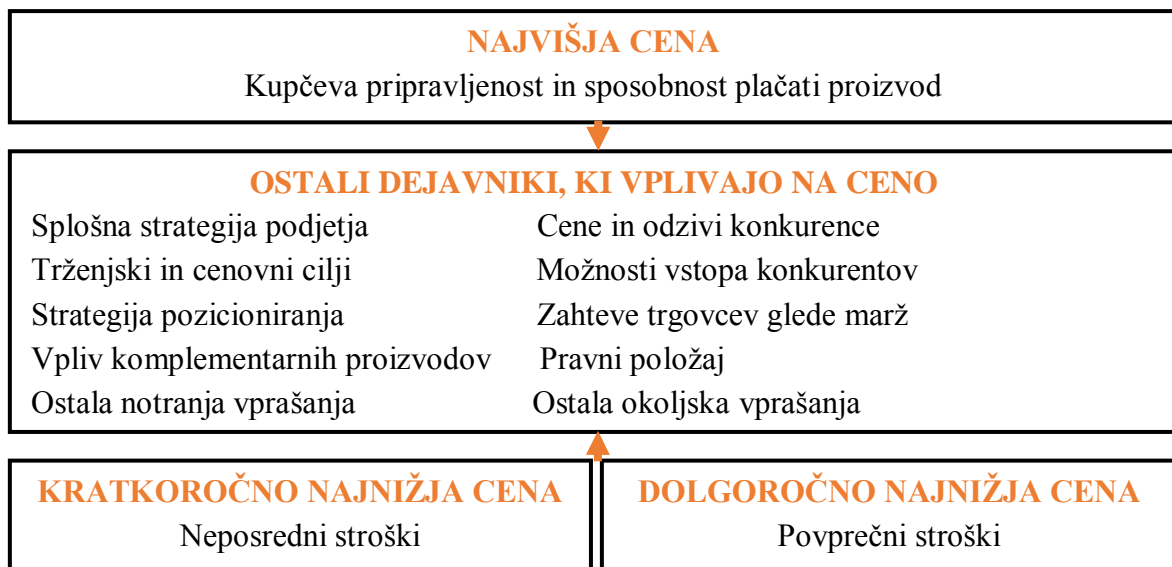 NAJVIŠJA CENA
Kupčeva pripravljenost in sposobnost plačati proizvod
OSTALI DEJAVNIKI, KI VPLIVAJO NA CENO
Splošna strategija podjetja Cene in odzivi konkurence
Trženjski in cenovni cilji Možnosti vstopa konkurentov
Strategija pozicioniranja Zahteve trgovcev glede marž
Vpliv komplementarnih proizvodov Pravni položaj
Ostala notranja vprašanja Ostala okoljska vprašanja
KRATKOROČNO NAJNIŽJA CENA
Neposredni stroški
DOLGOROČNO NAJNIŽJA CENA
Povprečni stroški